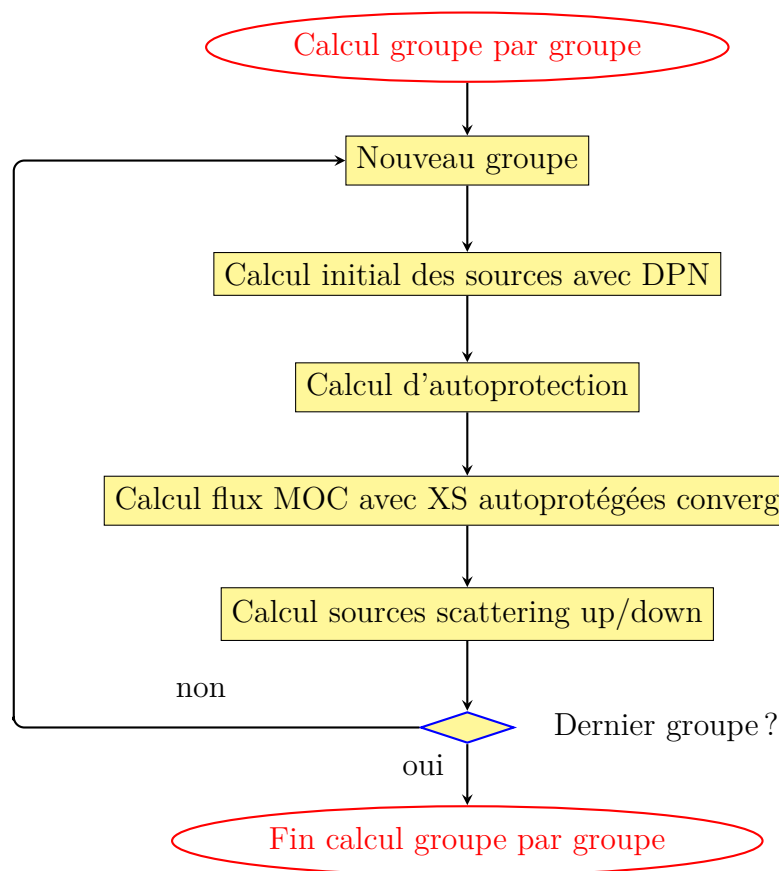 Calcul groupe par groupe
Nouveau groupe
Calcul initial des sources avec DPN
Calcul d'autoprotection
Calcul flux MOC avec XS autoprotégées converg
Calcul sources scattering up/down
non
Dernier groupe ?
oui
Fin calcul groupe par groupe